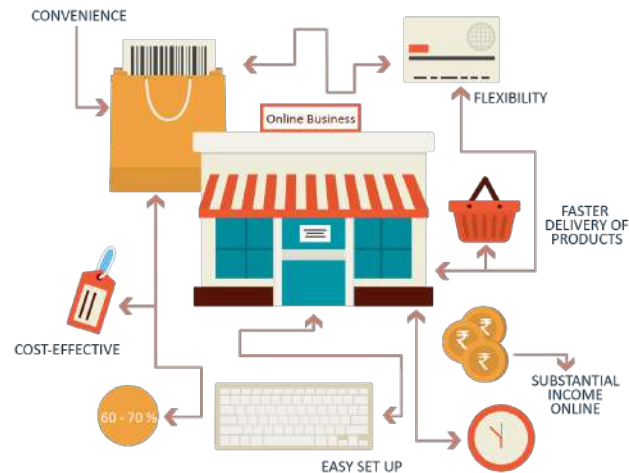 CONVENIENCE
FLEXIBILITY
Online Business
FASTER
DELIVERY OF
PRODUCTS
COST-EFFECTIVE
₹
₹
₹
SUBSTANTIAL
INCOME
ONLINE
60 - 70 %
EASY SET UP